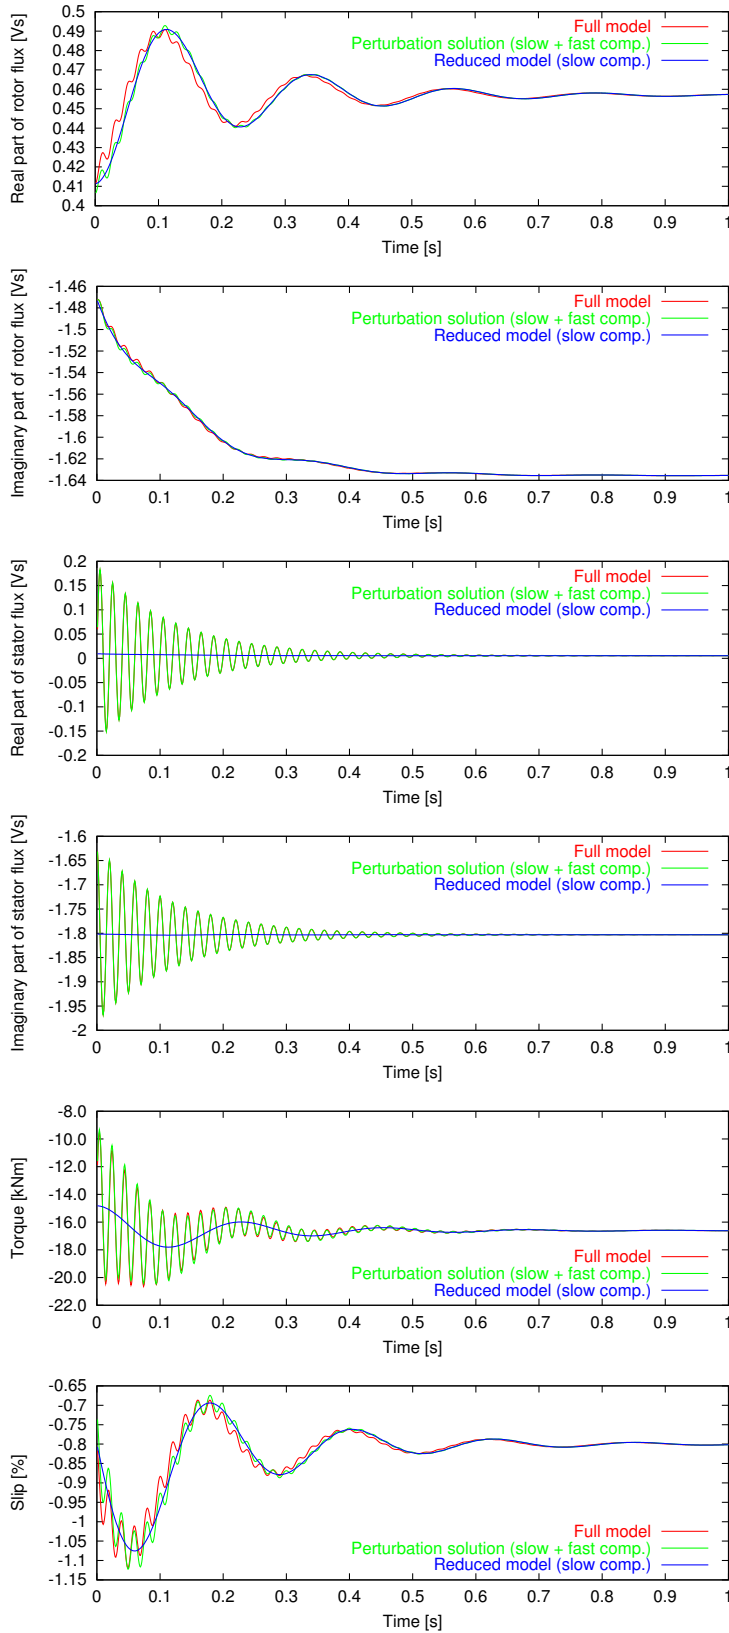 Real part of rotor flux [Vs]
0.5
0.49
0.48
0.47
0.46
0.45
0.44
0.43
0.42
0.41
0.4
Full model
Perturbation solution (slow + fast comp.)
Reduced model (slow comp.)
0 0.1 0.2 0.3 0.4 0.5 0.6 0.7 0.8 0.9 1
Time [s]
Imaginary part of rotor flux [Vs]
-1.46
-1.48
-1.5
-1.52
-1.54
-1.56
-1.58
-1.6
-1.62
-1.64
Full model
Perturbation solution (slow + fast comp.)
Reduced model (slow comp.)
0 0.1 0.2 0.3 0.4 0.5 0.6 0.7 0.8 0.9 1
Time [s]
Real part of stator flux [Vs]
0.2
0.15
0.1
0.05
0
-0.05
-0.1
-0.15
-0.2
Full model
Perturbation solution (slow + fast comp.)
Reduced model (slow comp.)
0 0.1 0.2 0.3 0.4 0.5 0.6 0.7 0.8 0.9 1
Time [s]
Imaginary part of stator flux [Vs]
-1.6
-1.65
-1.7
-1.75
-1.8
-1.85
-1.9
-1.95
-2
Full model
Perturbation solution (slow + fast comp.)
Reduced model (slow comp.)
0 0.1 0.2 0.3 0.4 0.5 0.6 0.7 0.8 0.9 1
Time [s]
Torque [kNm]
-8.0
-10.0
-12.0
-14.0
-16.0
-18.0
-20.0
-22.0
Full model
Perturbation solution (slow + fast comp.)
Reduced model (slow comp.)
0 0.1 0.2 0.3 0.4 0.5 0.6 0.7 0.8 0.9 1
Time [s]
Slip [%]
-0.65
-0.7
-0.75
-0.8
-0.85
-0.9
-0.95
-1
-1.05
-1.1
-1.15
Full model
Perturbation solution (slow + fast comp.)
Reduced model (slow comp.)
0 0.1 0.2 0.3 0.4 0.5 0.6 0.7 0.8 0.9 1
Time [s]